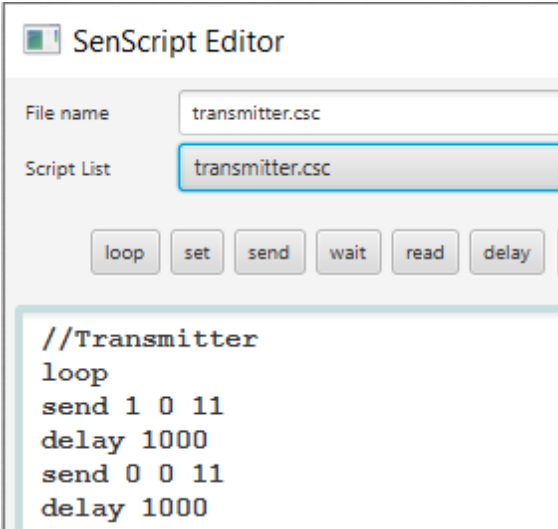 SenScript Editor
File name transmitter.csc
Script List transmitter.csc
loop set send wait read delay
//Transmitter
loop
send 1 0 11
delay 1000
send 0 0 11
delay 1000